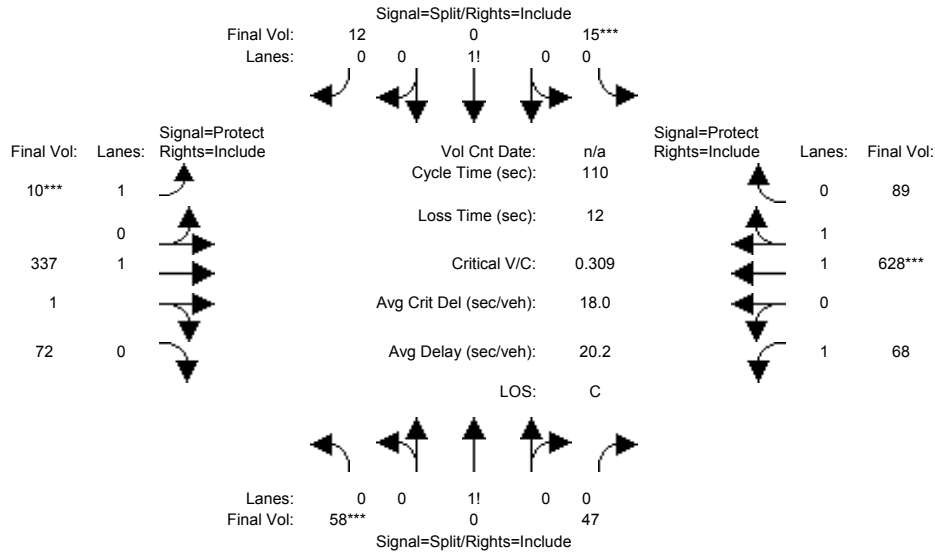 Signal=Split/Rights=Include
Final Vol: 12 0 15***
Lanes: 0 0 1! 0 0
Signal=Protect Signal=Protect
Final Vol: Lanes: Rights=Include Vol Cnt Date: n/a Rights=Include Lanes: Final Vol:
Cycle Time (sec): 110
10*** 1 0 89
Loss Time (sec): 12
0 1
337 1 Critical V/C: 0.309 1 628***
1 Avg Crit Del (sec/veh): 18.0 0
72 0 Avg Delay (sec/veh): 20.2 1 68
LOS: C
Lanes: 0 0 1! 0 0
Final Vol: 58*** 0 47
Signal=Split/Rights=Include